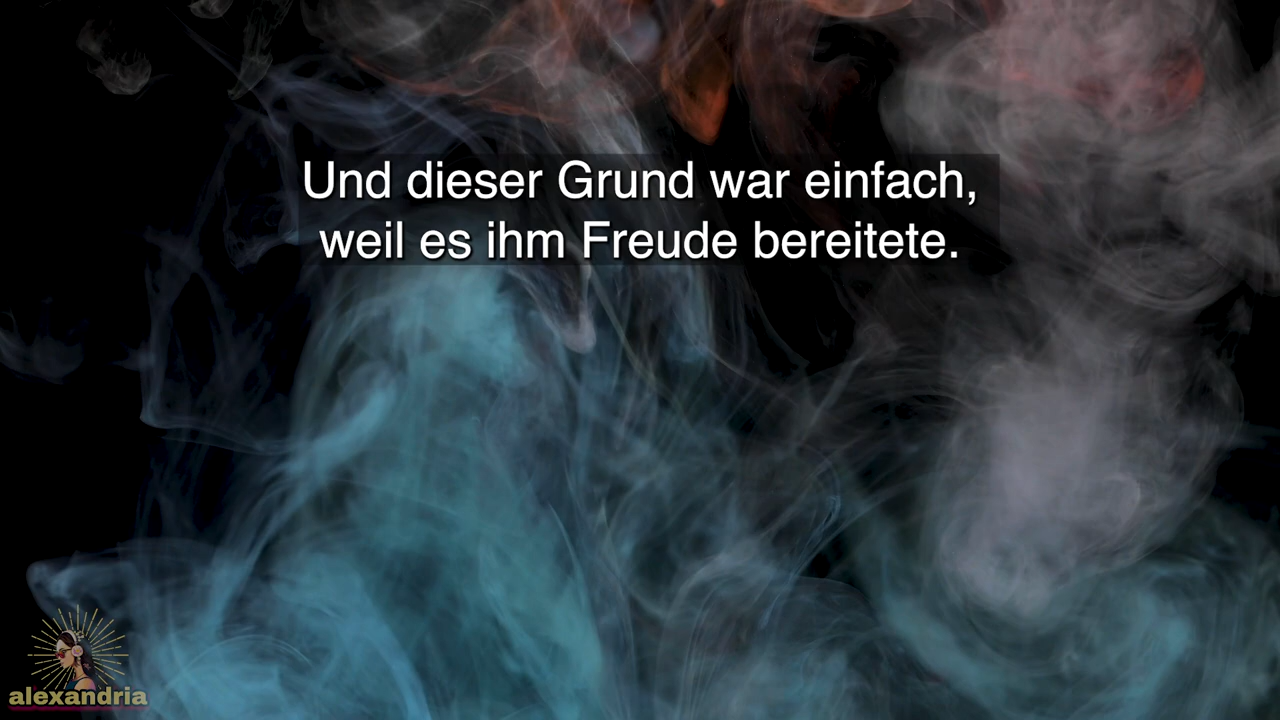 Und dieser Grund war einfach,
weil es ihm Freude bereitete.
alexandria